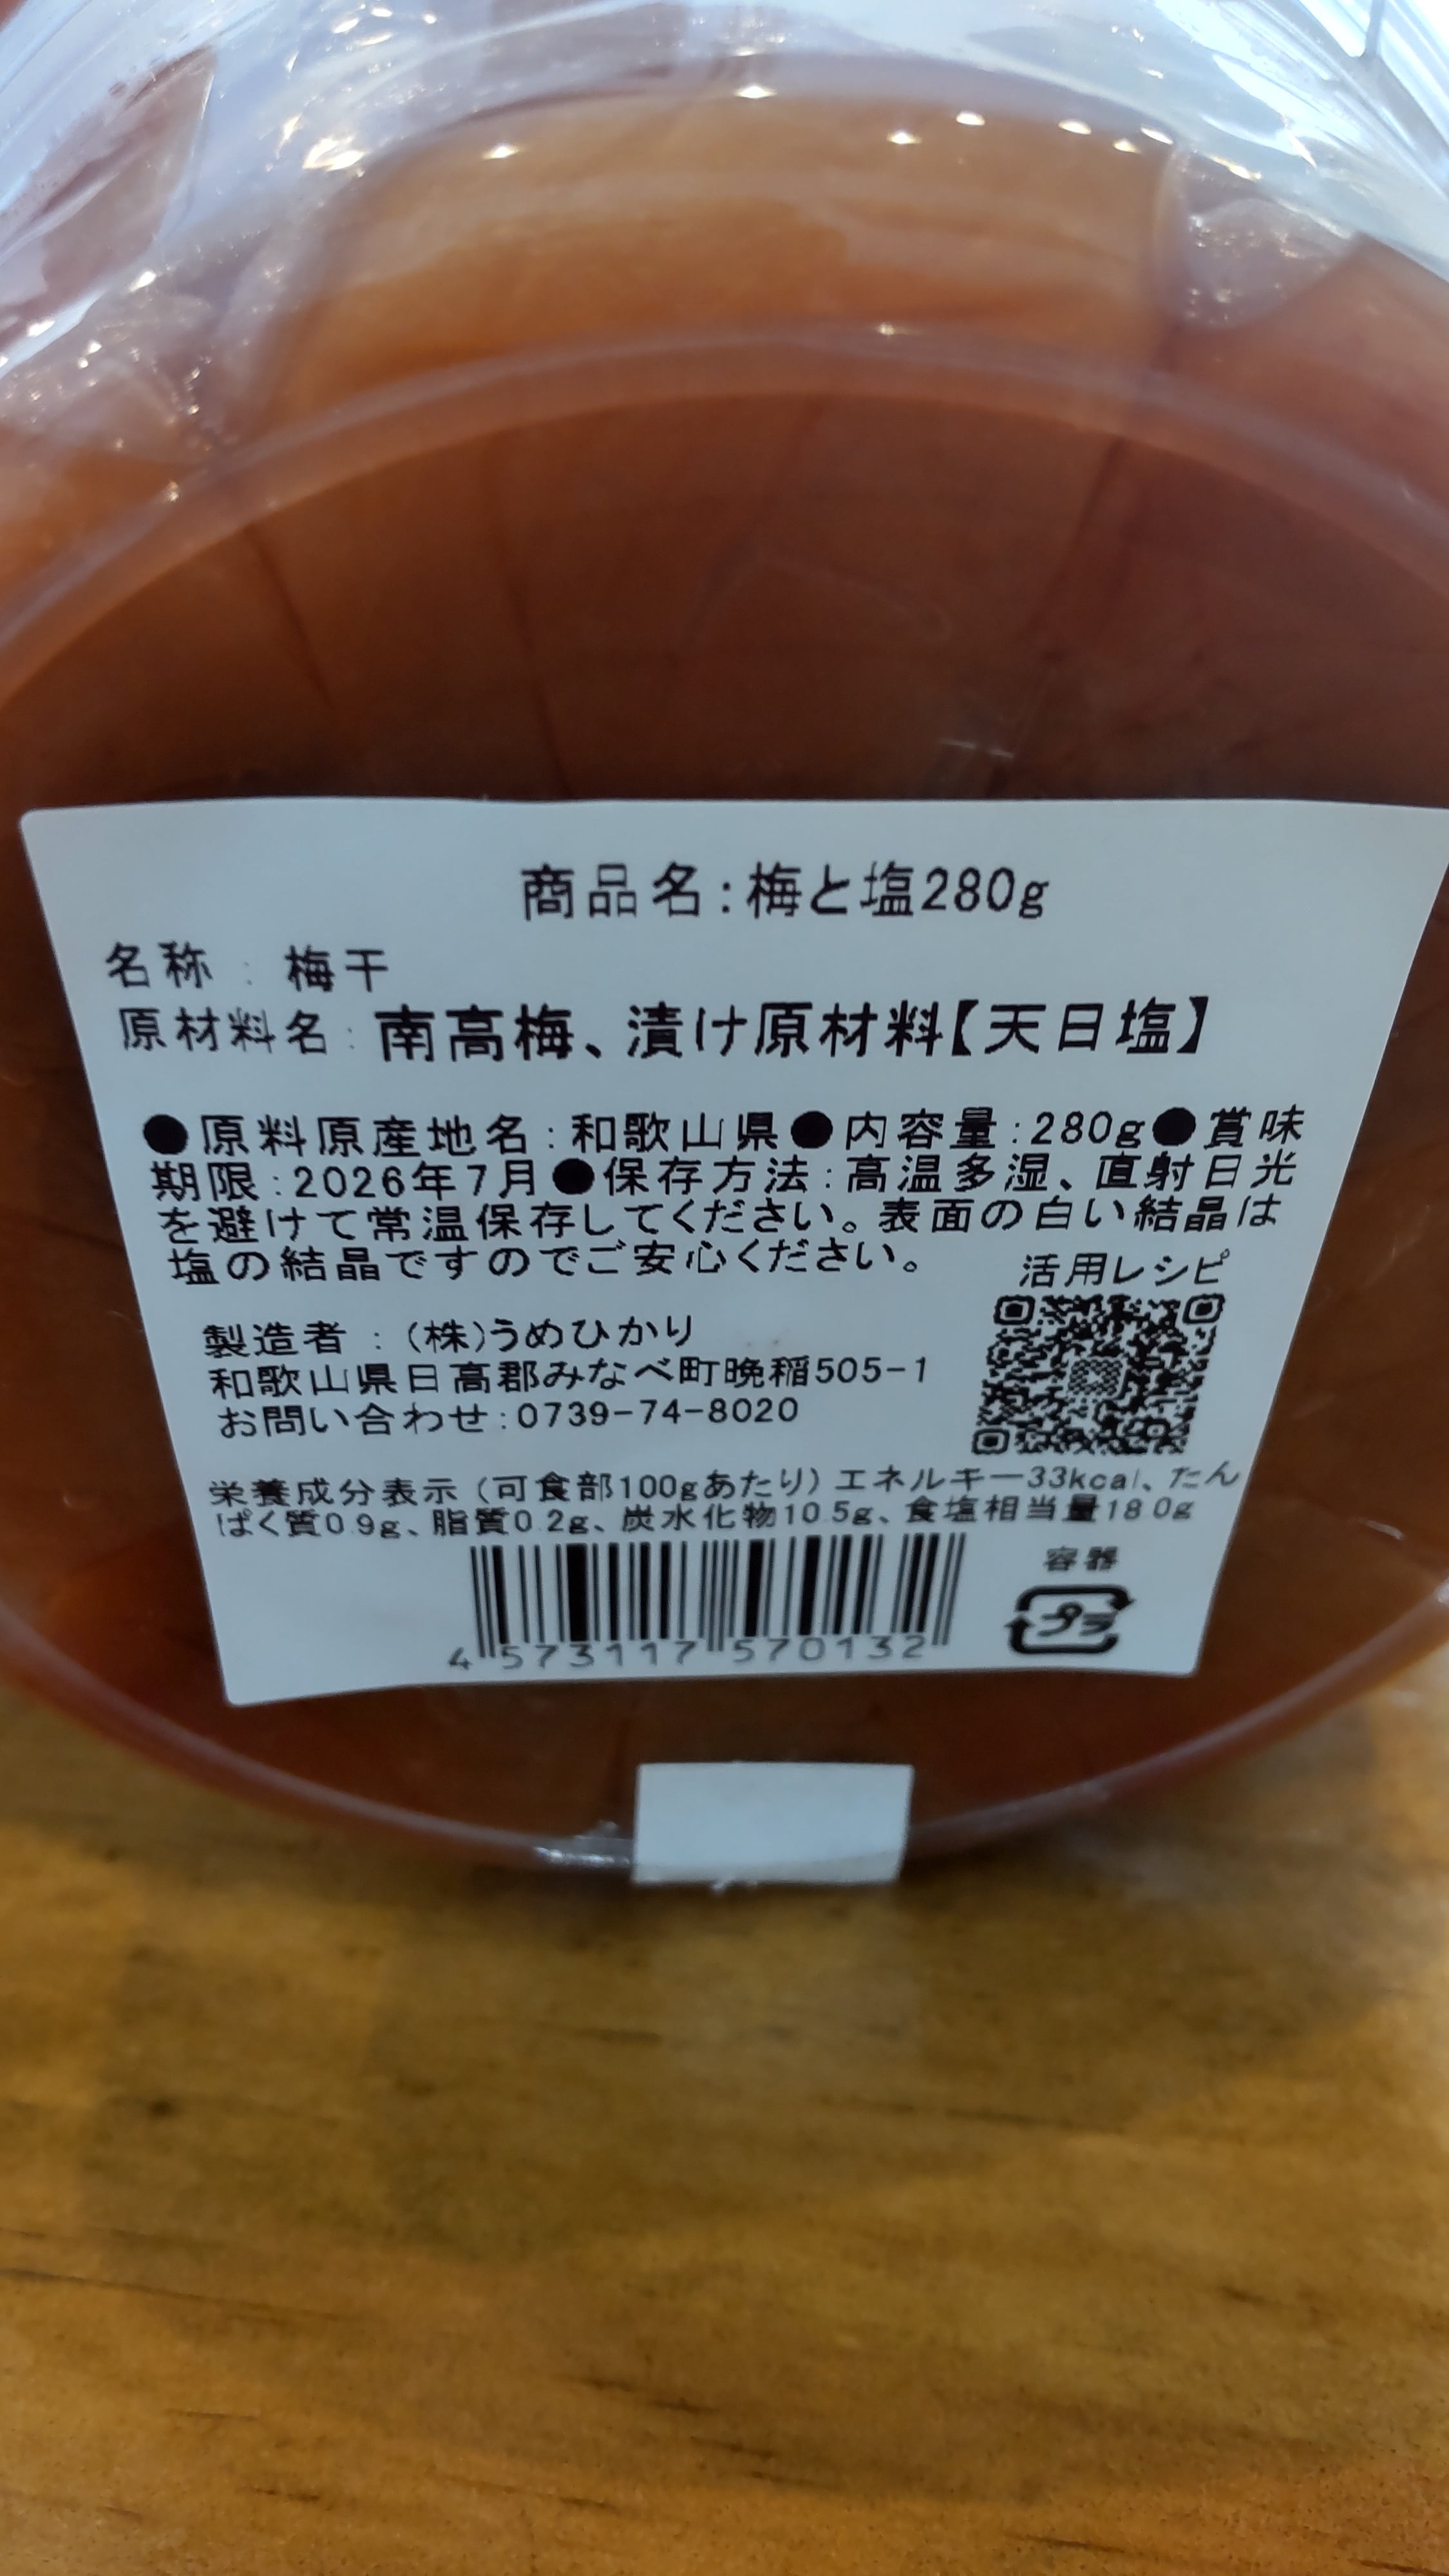 商品名:梅と塩280g
名称:梅干
原材料名:南高梅、漬け原材料【天日塩】
●原料原産地名:和歌山県●内容量:280g●賞味
期限:2026年7月●保存方法:高温多湿、直射日光
を避けて常温保存してください。表面の白い結晶は
塩の結晶ですのでご安心ください。
活用レシピ
製造者:(株)うめひかり
和歌山県日高郡みなべ町晩稲505-1
お問い合わせ:0739-74-8020
栄養成分表示(可食部100gあたり)エネルギー33kcal、たん
ぱく質0.9g、脂質0.2g、炭水化物10.5g、食塩相当量18.0g
容器
プラ
4 573117 570132